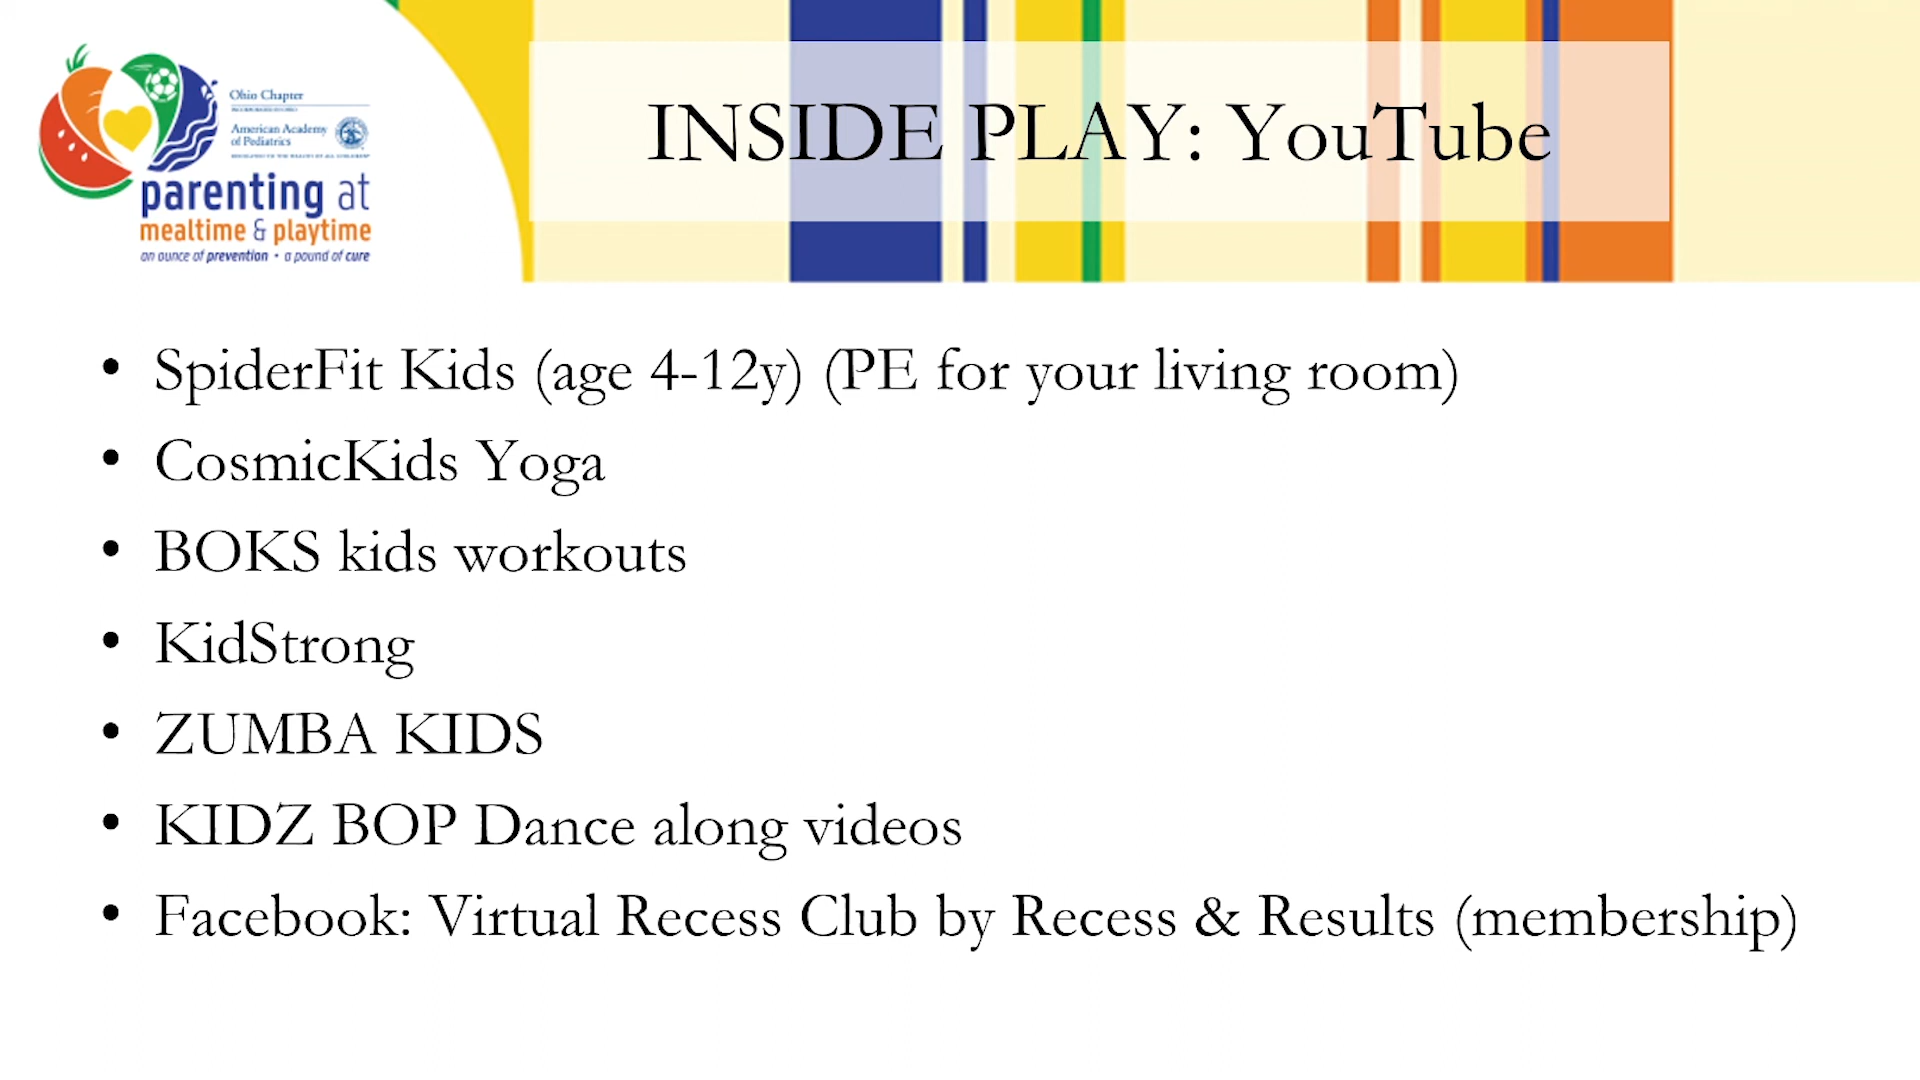 Ohio Chapter
American Academy
of Pediatrics
parenting at
mealtime & playtime
an ounce of prevention • a pound of cure
INSIDE PLAY: YouTube
• SpiderFit Kids (age 4-12y) (PE for your living room)
• CosmicKids Yoga
• BOKS kids workouts
• KidStrong
• ZUMBA KIDS
• KIDZ BOP Dance along videos
• Facebook: Virtual Recess Club by Recess & Results (membership)